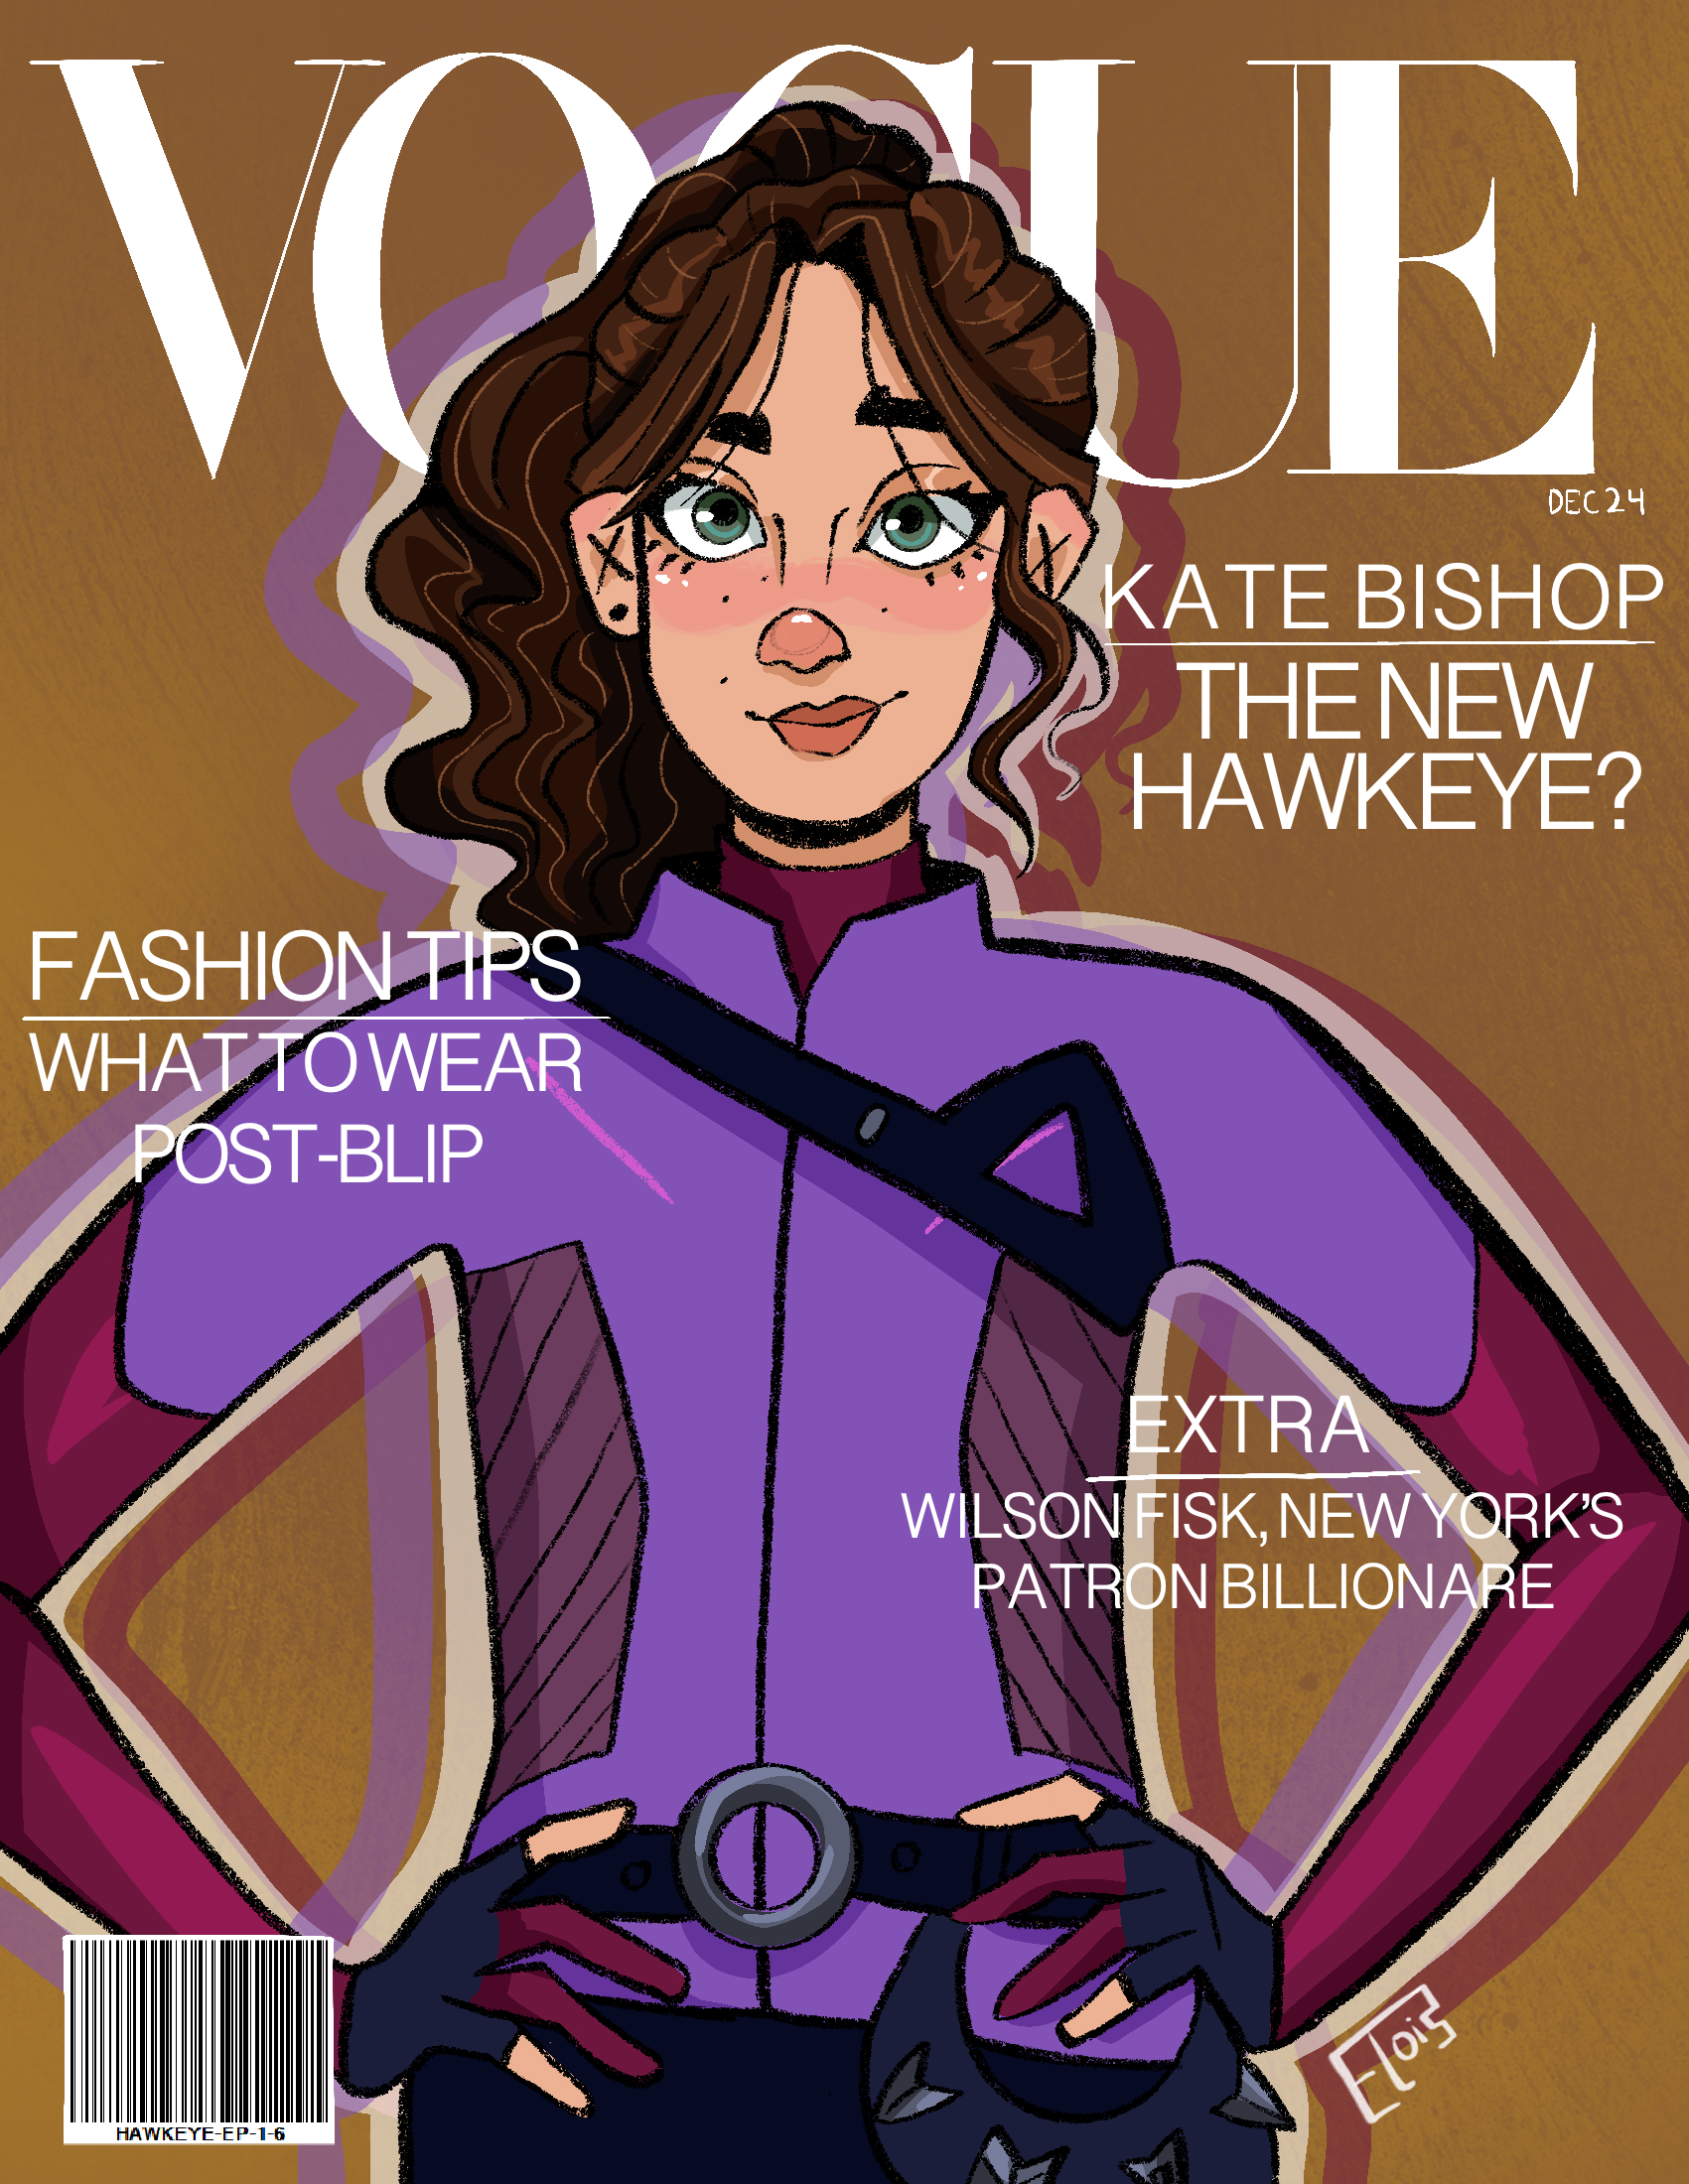 VOGUE
DEC 24
KATE BISHOP
THE NEW
HAWKEYE?
FASHION TIPS
WHAT TO WEAR
POST-BLIP
EXTRA
WILSON FISK, NEW YORK'S
PATRON BILLIONARE
HAWKEYE-EP-1-6
Elois